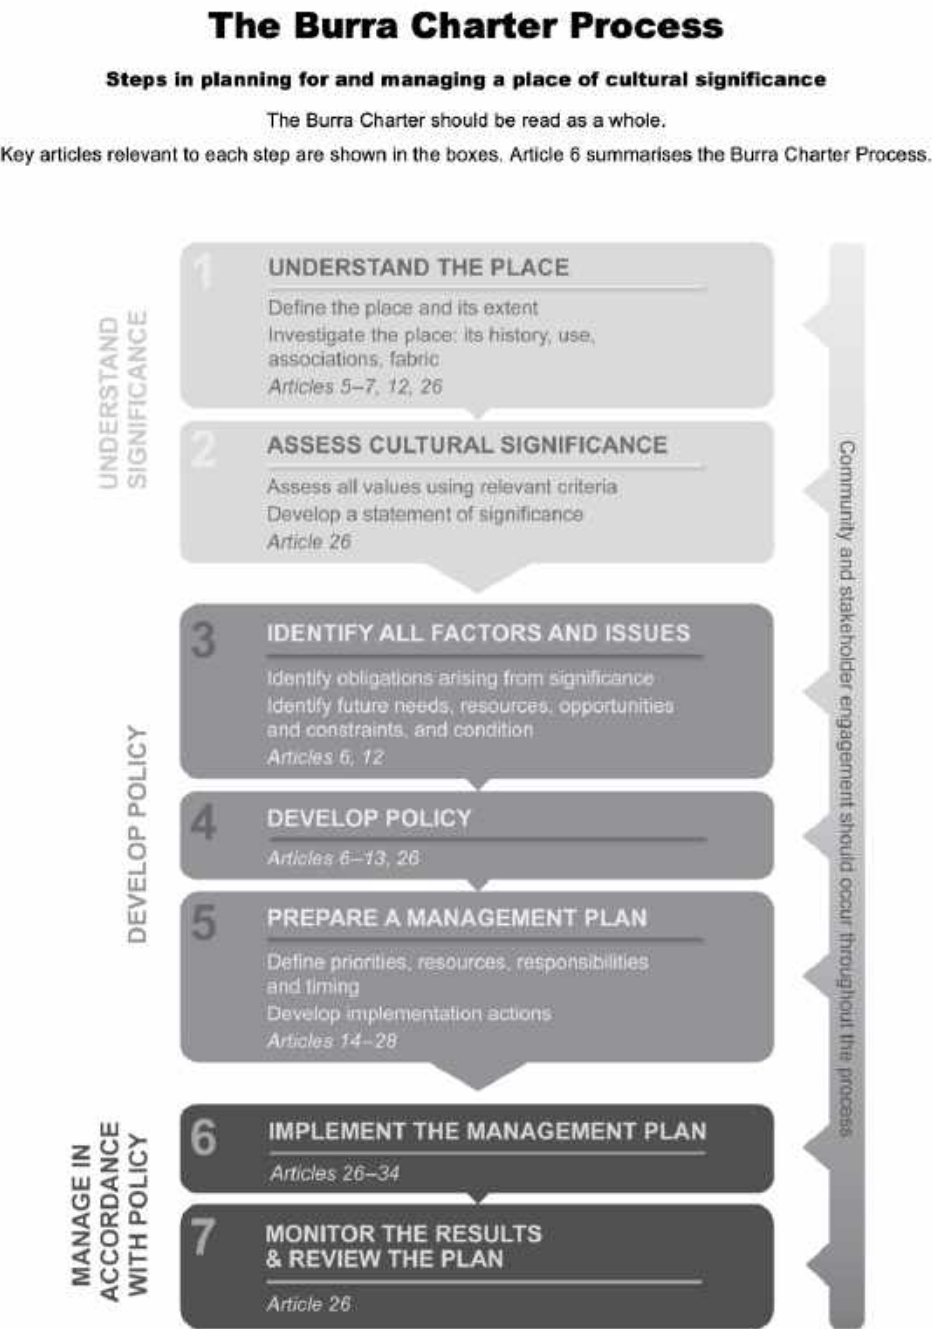 The Burra Charter Process
Steps in planning for and managing a place of cultural significance
The Burra Charter should be read as a whole.
Key articles relevant to each step are shown in the boxes. Article 6 summarises the Burra Charter Process.
UNDERSTAND
SIGNIFICANCE
1
UNDERSTAND THE PLACE
Define the place and its extent
Investigate the place: its history, use,
associations, fabric
Articles 5–7, 12, 26
2
ASSESS CULTURAL SIGNIFICANCE
Assess all values using relevant criteria
Develop a statement of significance
Article 26
DEVELOP POLICY
3
IDENTIFY ALL FACTORS AND ISSUES
Identify obligations arising from significance
Identify future needs, resources, opportunities
and constraints, and condition
Articles 6, 12
4
DEVELOP POLICY
Articles 6–13, 26
5
PREPARE A MANAGEMENT PLAN
Define priorities, resources, responsibilities
and timing
Develop implementation actions
Articles 14–28
MANAGE IN
ACCORDANCE
WITH POLICY
6
IMPLEMENT THE MANAGEMENT PLAN
Articles 26–34
7
MONITOR THE RESULTS
& REVIEW THE PLAN
Article 26
Community and stakeholder engagement should occur throughout the process